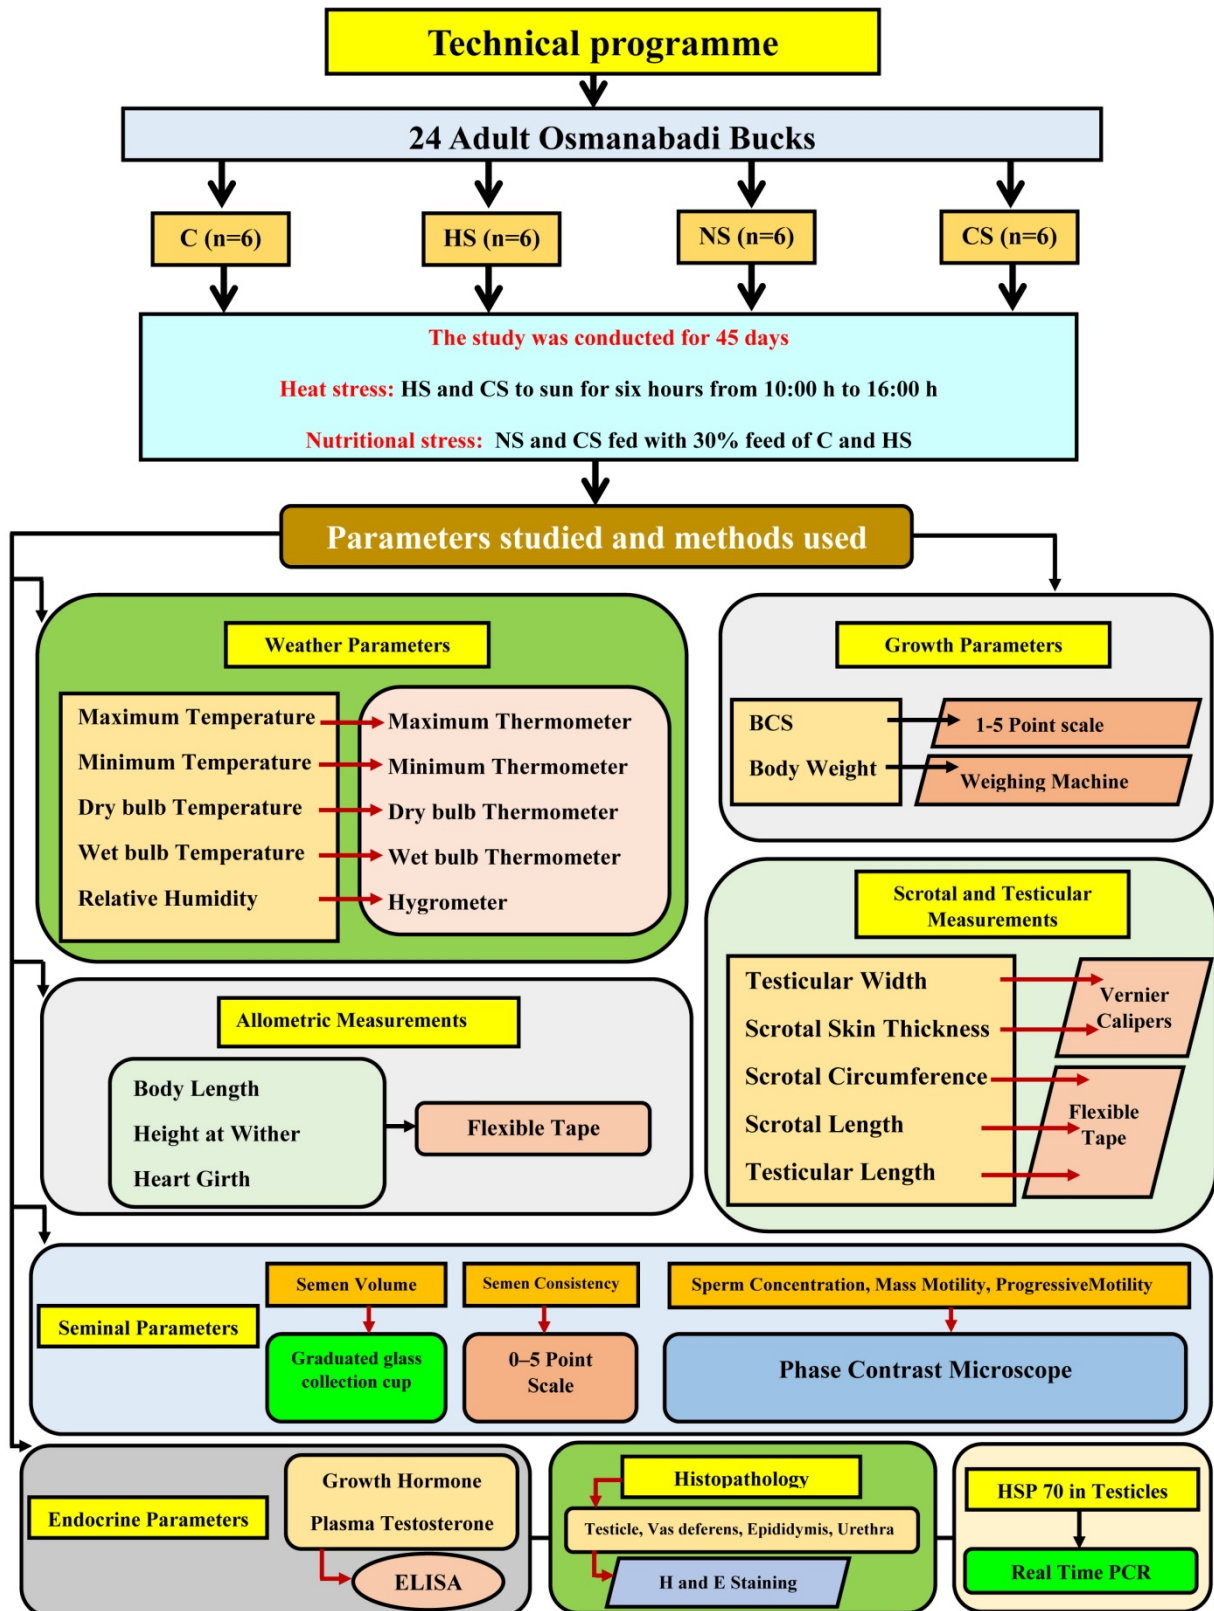 Technical programme
24 Adult Osmanabadi Bucks
C (n=6)
HS (n=6)
NS (n=6)
CS (n=6)
The study was conducted for 45 days
Heat stress: HS and CS to sun for six hours from 10:00 h to 16:00 h
Nutritional stress: NS and CS fed with 30% feed of C and HS
Parameters studied and methods used
Weather Parameters
Maximum Temperature
Minimum Temperature
Dry bulb Temperature
Wet bulb Temperature
Relative Humidity
Maximum Thermometer
Minimum Thermometer
Dry bulb Thermometer
Wet bulb Thermometer
Hygrometer
Growth Parameters
BCS
Body Weight
1-5 Point scale
Weighing Machine
Scrotal and Testicular
Measurements
Testicular Width
Scrotal Skin Thickness
Scrotal Circumference
Scrotal Length
Testicular Length
Vernier
Calipers
Flexible
Tape
Allometric Measurements
Body Length
Height at Wither
Heart Girth
Flexible Tape
Seminal Parameters
Semen Volume
Graduated glass
collection cup
Semen Consistency
0–5 Point
Scale
Sperm Concentration, Mass Motility, ProgressiveMotility
Phase Contrast Microscope
Endocrine Parameters
Growth Hormone
Plasma Testosterone
ELISA
Histopathology
Testicle, Vas deferens, Epididymis, Urethra
H and E Staining
HSP 70 in Testicles
Real Time PCR